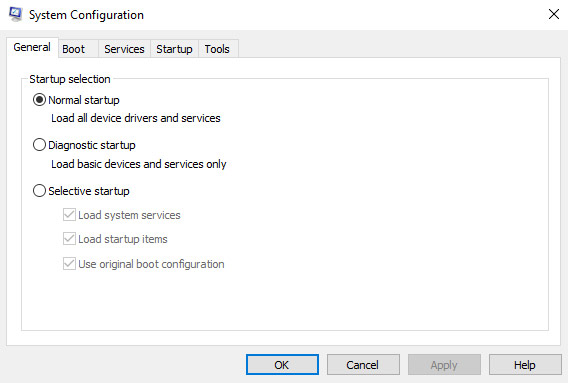 System Configuration
General Boot Services Startup Tools
Startup selection
Normal startup
Load all device drivers and services
Diagnostic startup
Load basic devices and services only
Selective startup
Load system services
Load startup items
Use original boot configuration
OK Cancel Apply Help